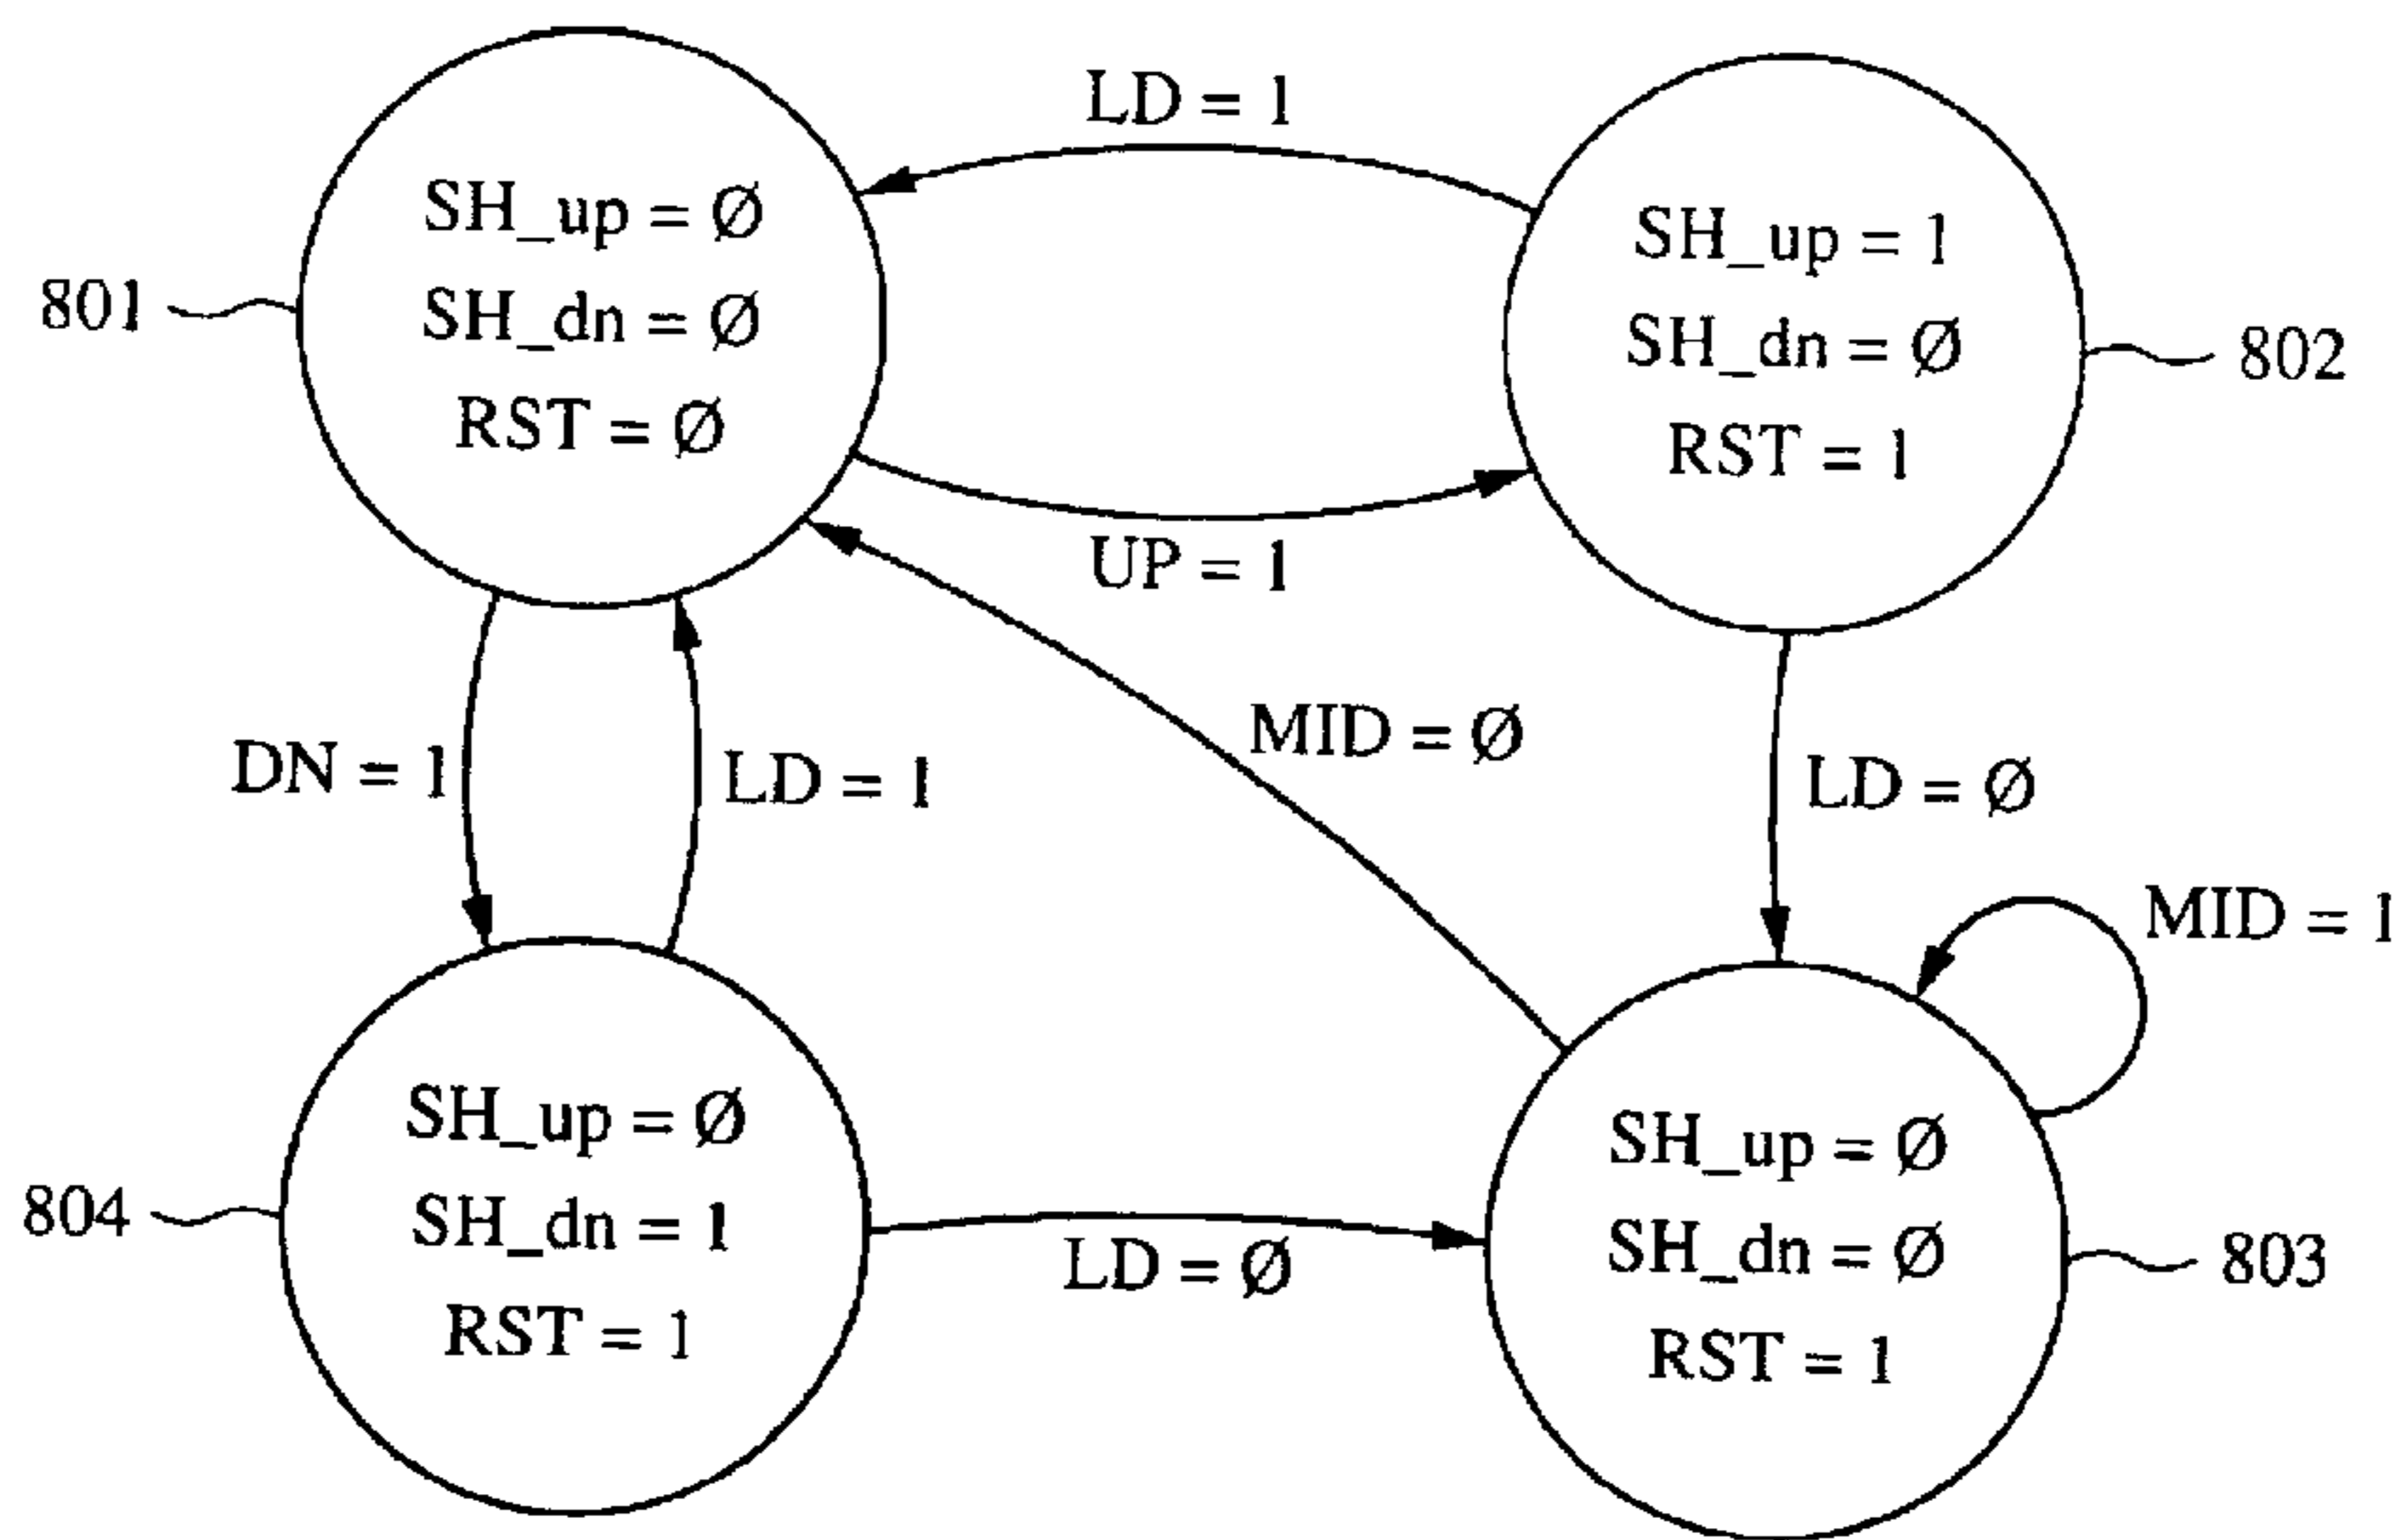 LD = 1
SH_up = Ø
SH_dn = Ø
RST = Ø
801
SH_up = 1
SH_dn = Ø
RST = 1
802
UP = 1
MID = Ø
DN = 1
LD = 1
LD = Ø
MID = 1
SH_up = Ø
SH_dn = 1
RST = 1
804
LD = Ø
SH_up = Ø
SH_dn = Ø
RST = 1
803